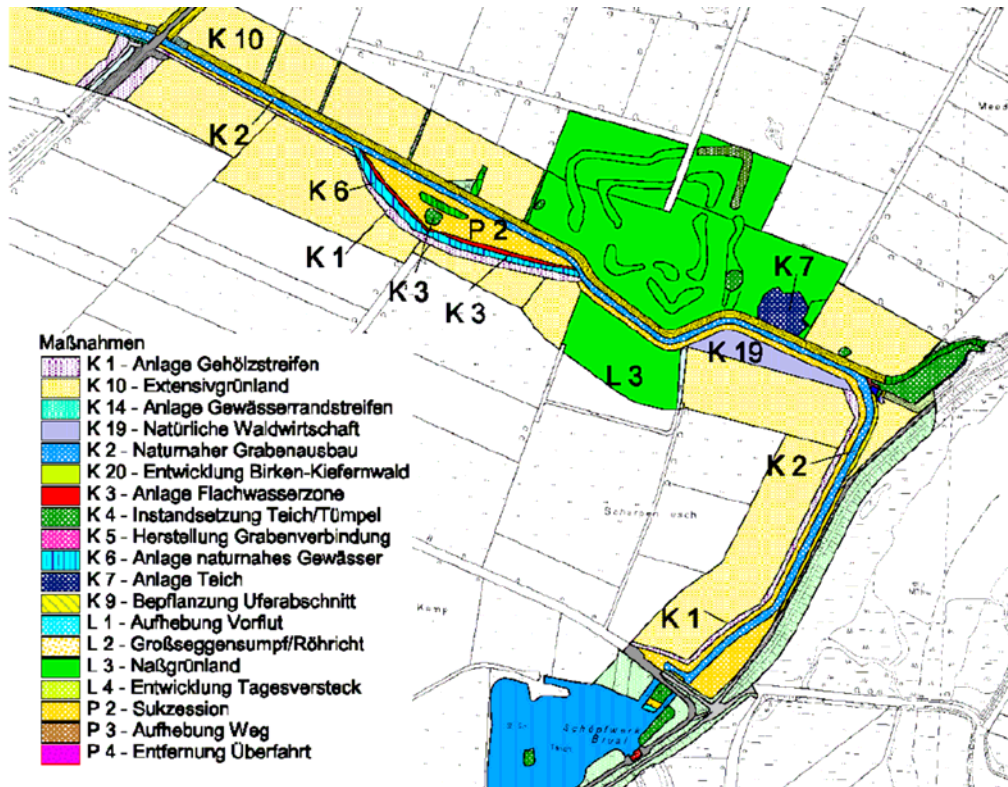 K 10
K 2
K 6
P 2
K 1
K 3
K 3
K 7
K 19
L 3
K 2
K 1
Kamp
Schöpfwerk
Teich
Maßnahmen
K 1 - Anlage Gehölzstreifen
K 10 - Extensivgrünland
K 14 - Anlage Gewässerrandstreifen
K 19 - Natürliche Waldwirtschaft
K 2 - Naturnaher Grabenausbau
K 20 - Entwicklung Birken-Kiefernwald
K 3 - Anlage Flachwasserzone
K 4 - Instandsetzung Teich/Tümpel
K 5 - Herstellung Grabenverbindung
K 6 - Anlage naturnahes Gewässer
K 7 - Anlage Teich
K 9 - Bepflanzung Uferabschnitt
L 1 - Aufhebung Vorflut
L 2 - Großseggensumpf/Röhricht
L 3 - Naßgrünland
L 4 - Entwicklung Tagesversteck
P 2 - Sukzession
P 3 - Aufhebung Weg
P 4 - Entfernung Überfahrt